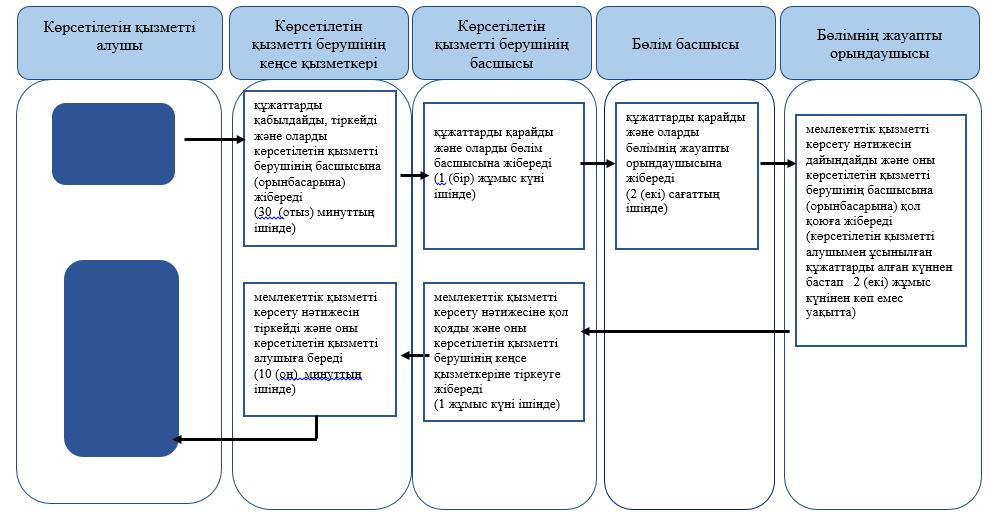 Көрсетілетін қызметті
алушы
Көрсетілетін
қызметті берушінің
кеңсе қызметкері
Көрсетілетін
қызметті берушінің
басшысы
Бөлім басшысы
Бөлімнің жауапты
орындаушысы
құжаттарды
қабылдайды, тіркейді
және оларды
көрсетілетін қызметті
берушінің басшысына
(орынбасарына)
жібереді
(30 (отыз) минуттың
ішінде)
құжаттарды қарайды
және оларды бөлім
басшысына жібереді
(1 (бір) жұмыс күні
ішінде)
құжаттарды қарайды
және оларды
бөлімнің жауапты
орындаушысына
жібереді
(2 (екі) сағаттың
ішінде)
мемлекеттік қызметті
көрсету нәтижесін
дайындайды және оны
көрсетілетін қызметті
берушінің басшысына
(орынбасарына) қол
қоюға жібереді
(көрсетілетін қызметті
алушымен ұсынылған
құжаттарды алған күннен
бастап 2 (екі) жұмыс
күнінен көп емес
уақытта)
мемлекеттік қызметті
көрсету нәтижесін
тіркейді және оны
көрсетілетін қызметті
алушыға береді
(10 (он) минуттың
ішінде)
мемлекеттік қызметті
көрсету нәтижесіне қол
қояды және оны
көрсетілетін қызметті
берушінің кеңсе
қызметкеріне тіркеуге
жібереді
(1 жұмыс күні ішінде)